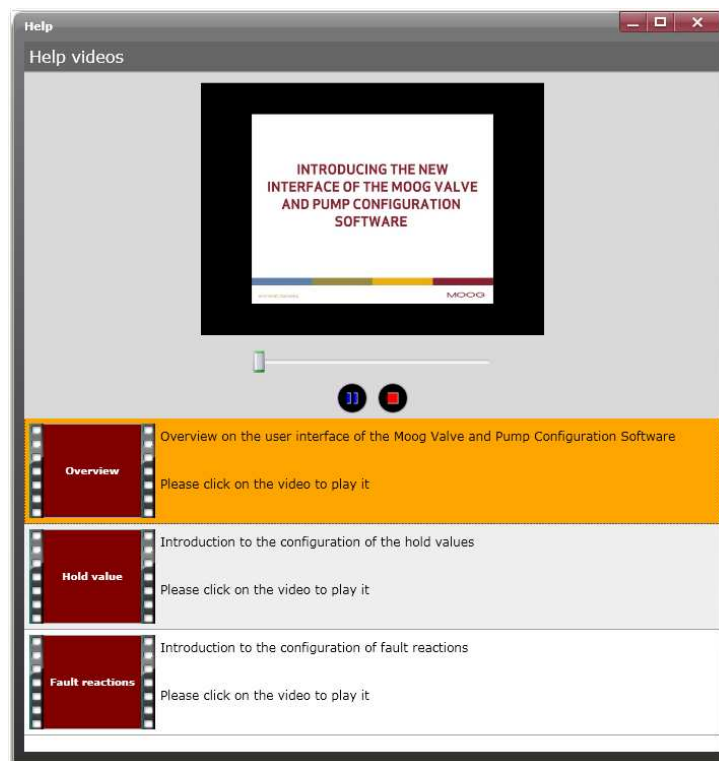 Help
Help videos
INTRODUCING THE NEW
INTERFACE OF THE MOOG VALVE
AND PUMP CONFIGURATION
SOFTWARE
MOOG
Overview
Overview on the user interface of the Moog Valve and Pump Configuration Software
Please click on the video to play it
Hold value
Introduction to the configuration of the hold values
Please click on the video to play it
Fault reactions
Introduction to the configuration of fault reactions
Please click on the video to play it